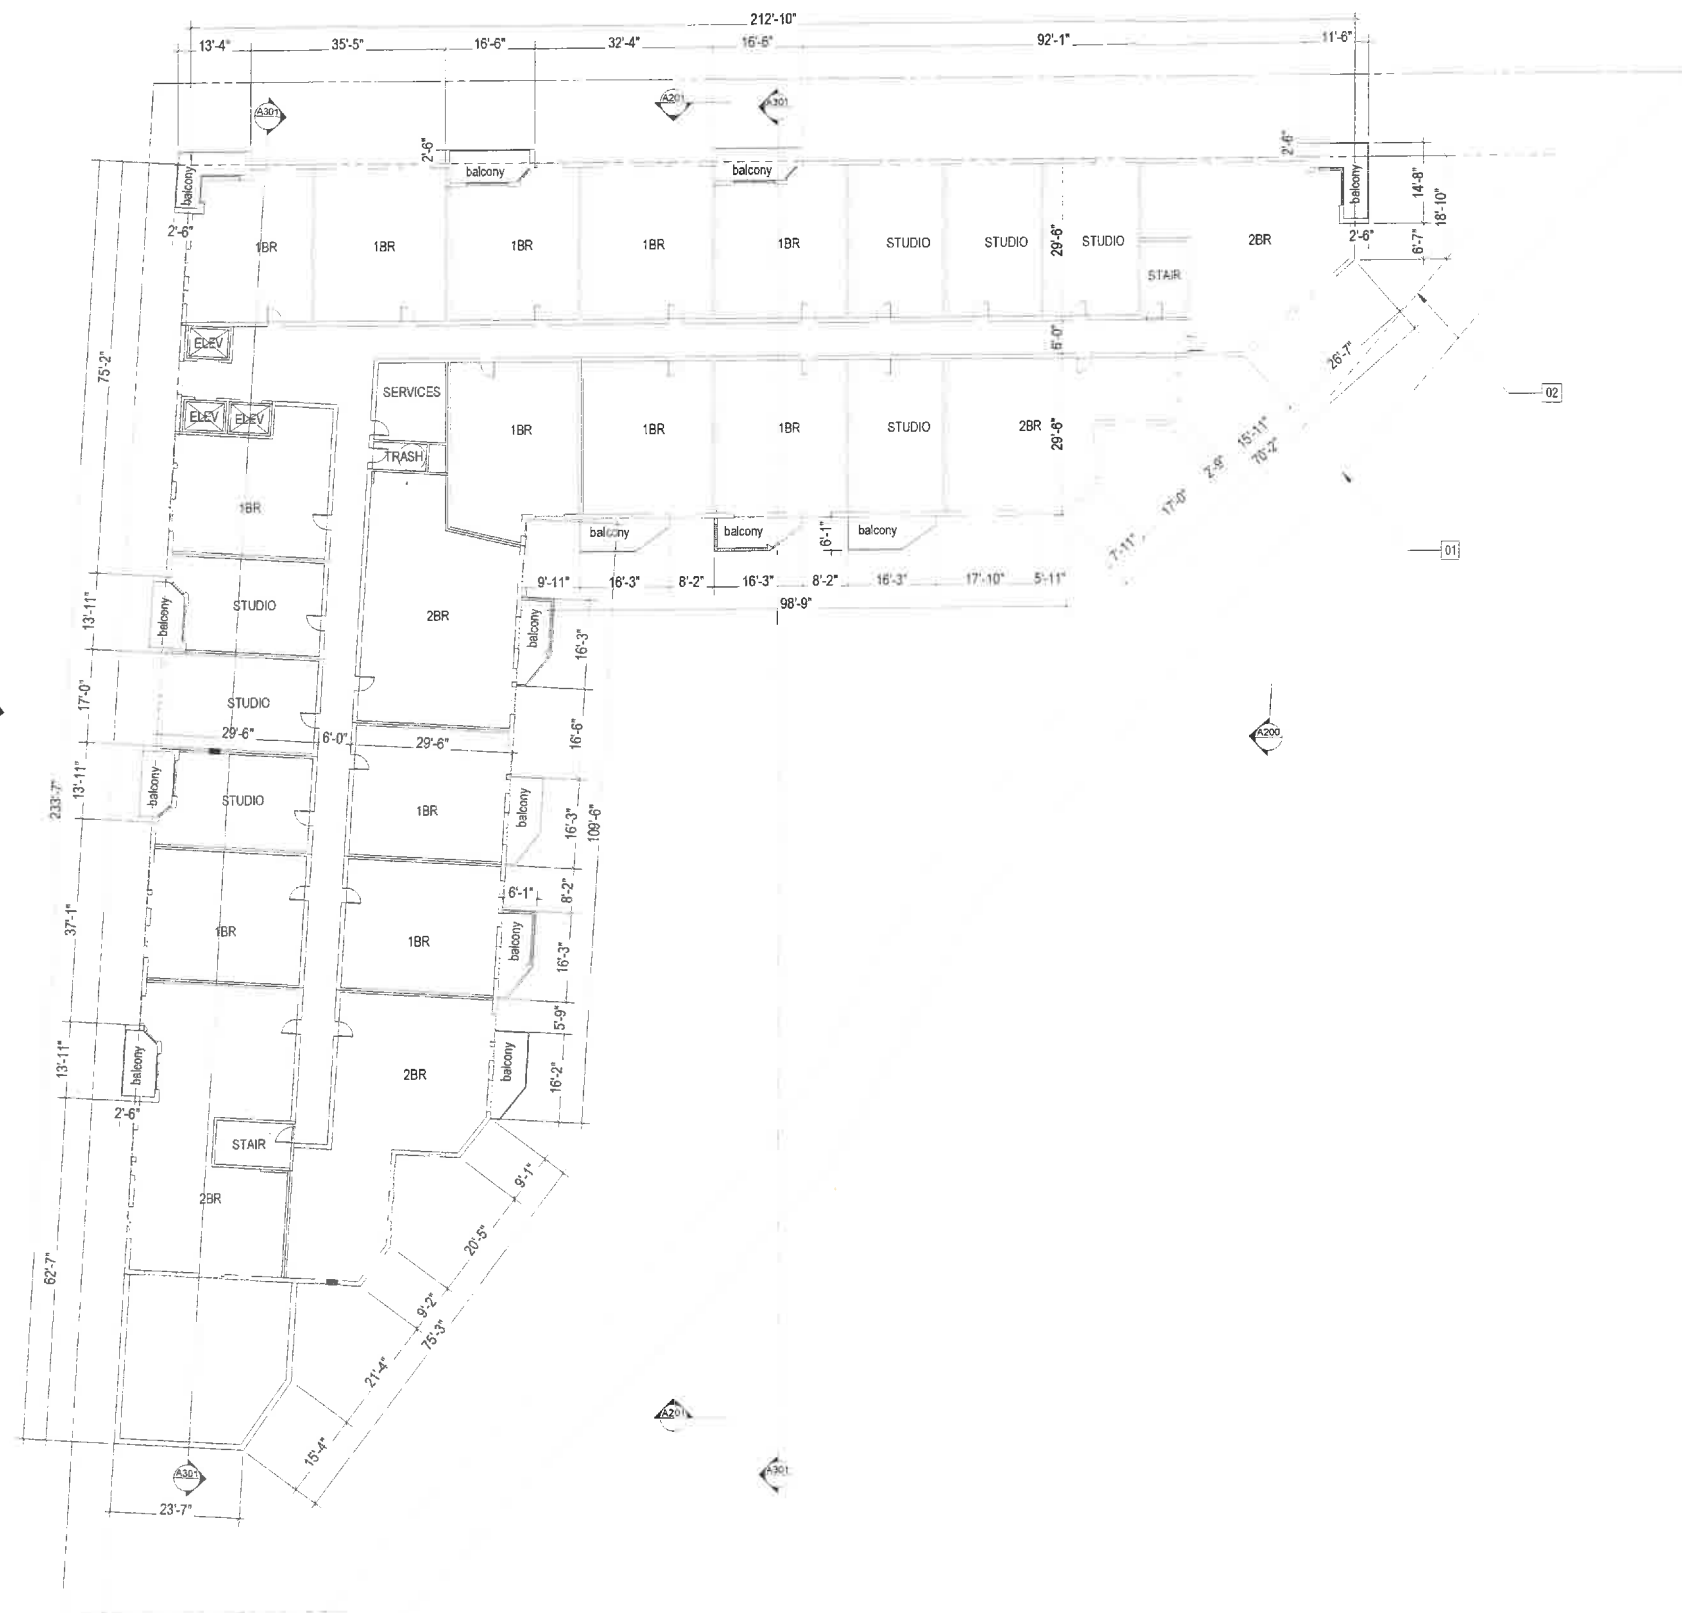 212'-10"
13'-4" 35'-5" 16'-6" 32'-4" 16'-6" 92'-1" 11'-6"
A301 A201 A301
2'-6" 2'-6"
balcony balcony balcony balcony
14'-8"
18'-10"
6'-7"
2'-6" 2'-6"
1BR 1BR 1BR 1BR 1BR STUDIO STUDIO 29'-6" STUDIO 2BR
STAIR
ELEV
6'-0"
75'-2"
26'-7"
SERVICES
02
ELEV ELEV
1BR 1BR 1BR STUDIO 2BR 29'-6"
15'-11"
70'-2"
2'-9"
17'-0"
7'-11"
TRASH
1BR
balcony balcony 6'-1" balcony
01
9'-11" 16'-3" 8'-2" 16'-3" 8'-2" 16'-3" 17'-10" 5'-11"
98'-9"
13'-11"
balcony
STUDIO
2BR
balcony
16'-3"
17'-0"
STUDIO
29'-6" 6'-0" 29'-6"
16'-6"
A200
233'-7"
13'-11"
balcony
STUDIO
1BR
balcony
16'-3"
109'-6"
6'-1"
8'-2"
37'-1"
1BR
1BR
balcony
16'-3"
5'-9"
13'-11"
balcony
2BR
balcony
16'-2"
2'-6"
STAIR
2BR
9'-1"
20'-5"
62'-7"
9'-2"
75'-3"
21'-4"
15'-4"
A201
A301 A301
23'-7"